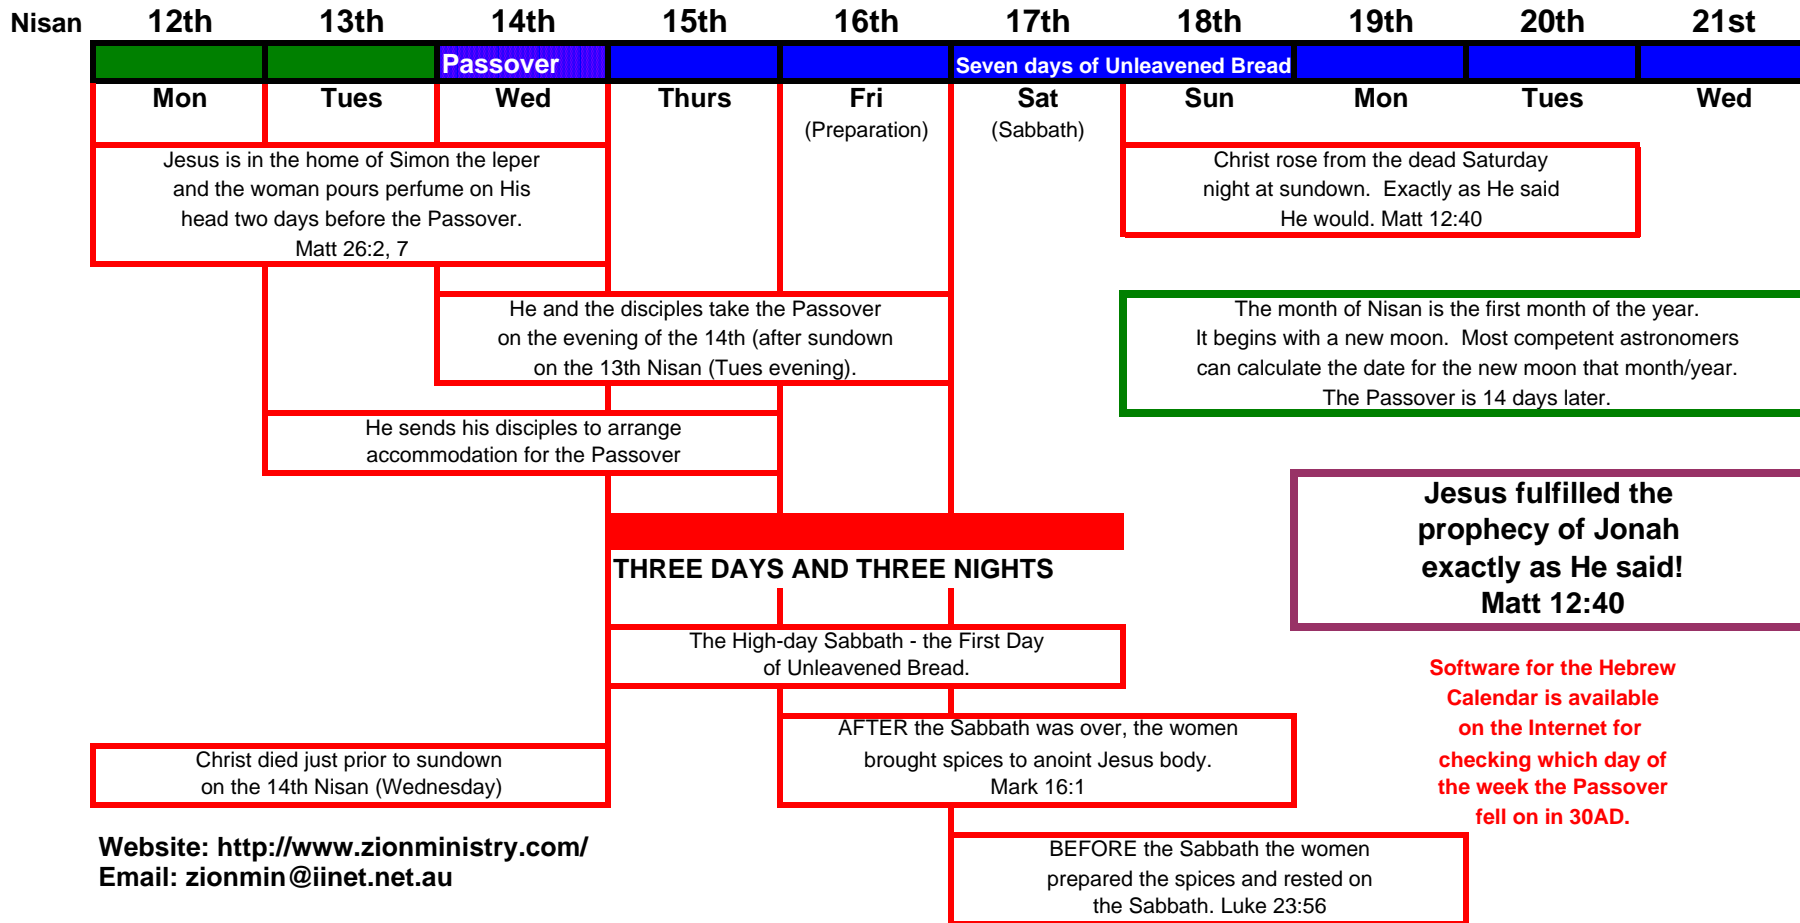 Nisan 12th 13th 14th 15th 16th 17th 18th 19th 20th 21st
Passover Seven days of Unleavened Bread
Mon Tues Wed Thurs Fri Sat Sun Mon Tues Wed
(Preparation) (Sabbath)
Jesus is in the home of Simon the leper
and the woman pours perfume on His
head two days before the Passover.
Matt 26:2, 7
Christ rose from the dead Saturday
night at sundown. Exactly as He said
He would. Matt 12:40
He and the disciples take the Passover
on the evening of the 14th (after sundown
on the 13th Nisan (Tues evening).
The month of Nisan is the first month of the year.
It begins with a new moon. Most competent astronomers
can calculate the date for the new moon that month/year.
The Passover is 14 days later.
He sends his disciples to arrange
accommodation for the Passover
Jesus fulfilled the
prophecy of Jonah
exactly as He said!
Matt 12:40
THREE DAYS AND THREE NIGHTS
The High-day Sabbath - the First Day
of Unleavened Bread.
Software for the Hebrew
Calendar is available
on the Internet for
checking which day of
the week the Passover
fell on in 30AD.
AFTER the Sabbath was over, the women
brought spices to anoint Jesus body.
Mark 16:1
Christ died just prior to sundown
on the 14th Nisan (Wednesday)
BEFORE the Sabbath the women
prepared the spices and rested on
the Sabbath. Luke 23:56
Website: http://www.zionministry.com/
Email: zionmin@iinet.net.au